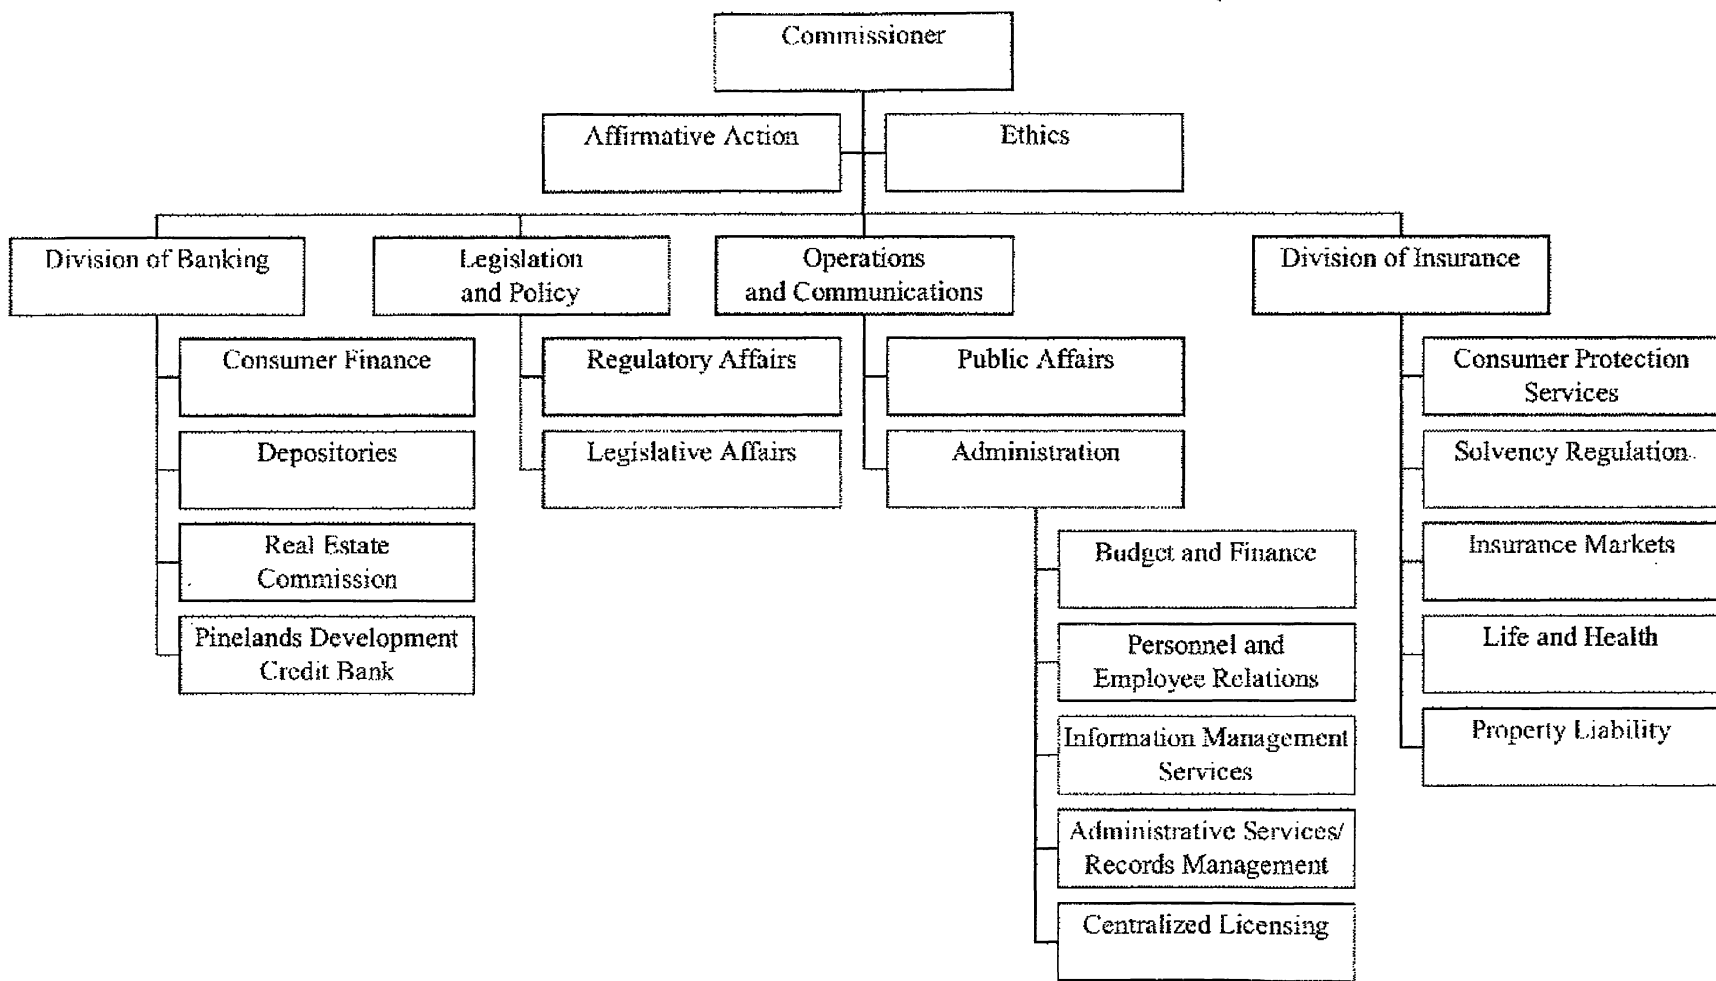 Commissioner
Affirmative Action
Ethics
Division of Banking
Legislation
and Policy
Operations
and Communications
Division of Insurance
Consumer Finance
Depositories
Real Estate
Commission
Pinelands Development
Credit Bank
Regulatory Affairs
Legislative Affairs
Public Affairs
Administration
Budget and Finance
Personnel and
Employee Relations
Information Management
Services
Administrative Services/
Records Management
Centralized Licensing
Consumer Protection
Services
Solvency Regulation
Insurance Markets
Life and Health
Property Liability